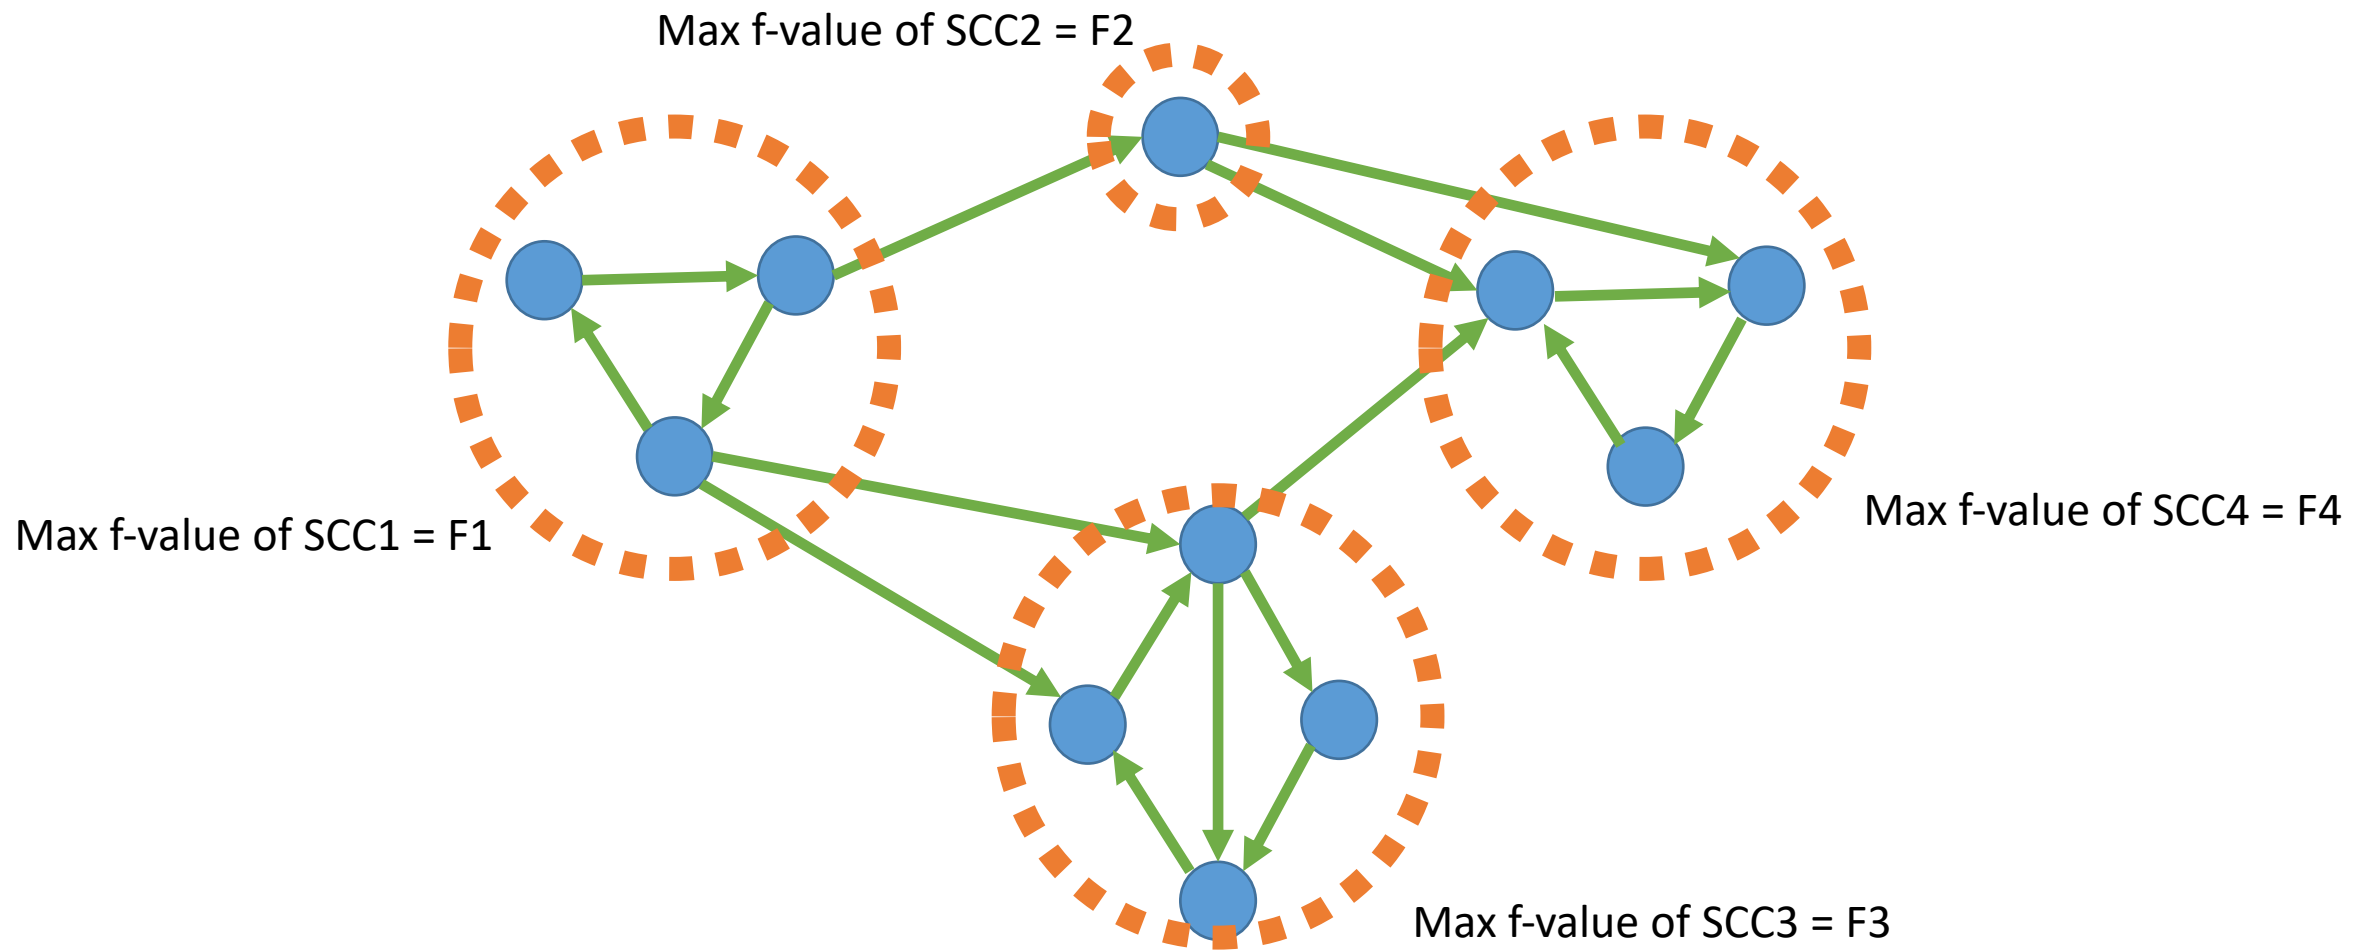 Max f-value of SCC2 = F2
Max f-value of SCC1 = F1
Max f-value of SCC4 = F4
Max f-value of SCC3 = F3